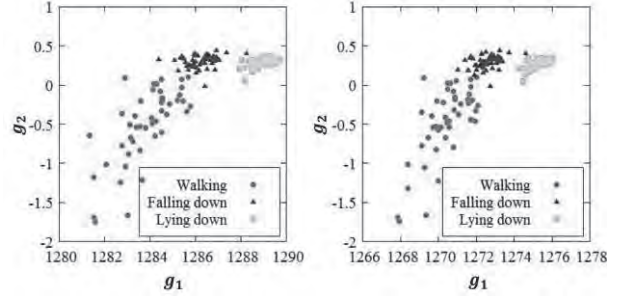 1
0.5
0
-0.5
-1
-1.5
-2
g₂
Walking
Falling down
Lying down
1280 1282 1284 1286 1288 1290
g₁
1
0.5
0
-0.5
-1
-1.5
-2
g₂
Walking
Falling down
Lying down
1266 1268 1270 1272 1274 1276 1278
g₁